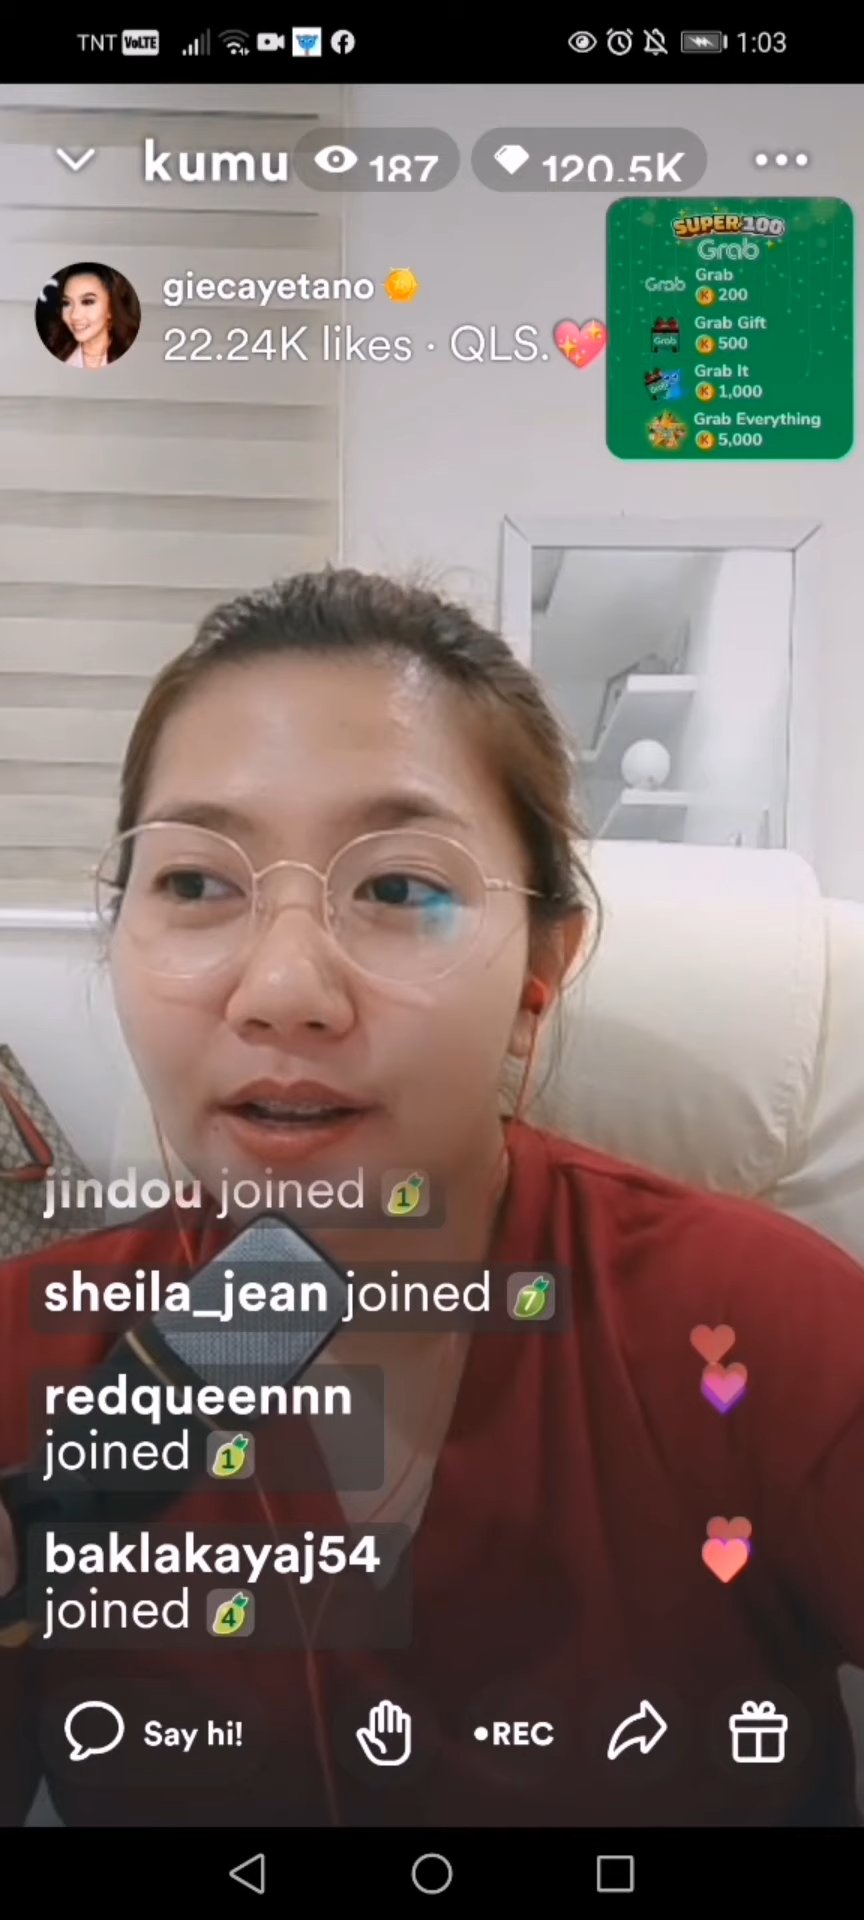 TNT VoLTE 1:03
kumu 187 120.5K
giecayetano
22.24K likes · QLS.
SUPER 100
Grab
Grab
Grab
K 200
Grab Gift
Grab
K 500
Grab It
K 1,000
Grab Everything
K 5,000
jindou joined 1
sheila_jean joined 7
redqueennn
joined 1
baklakayaj54
joined 4
Say hi! •REC